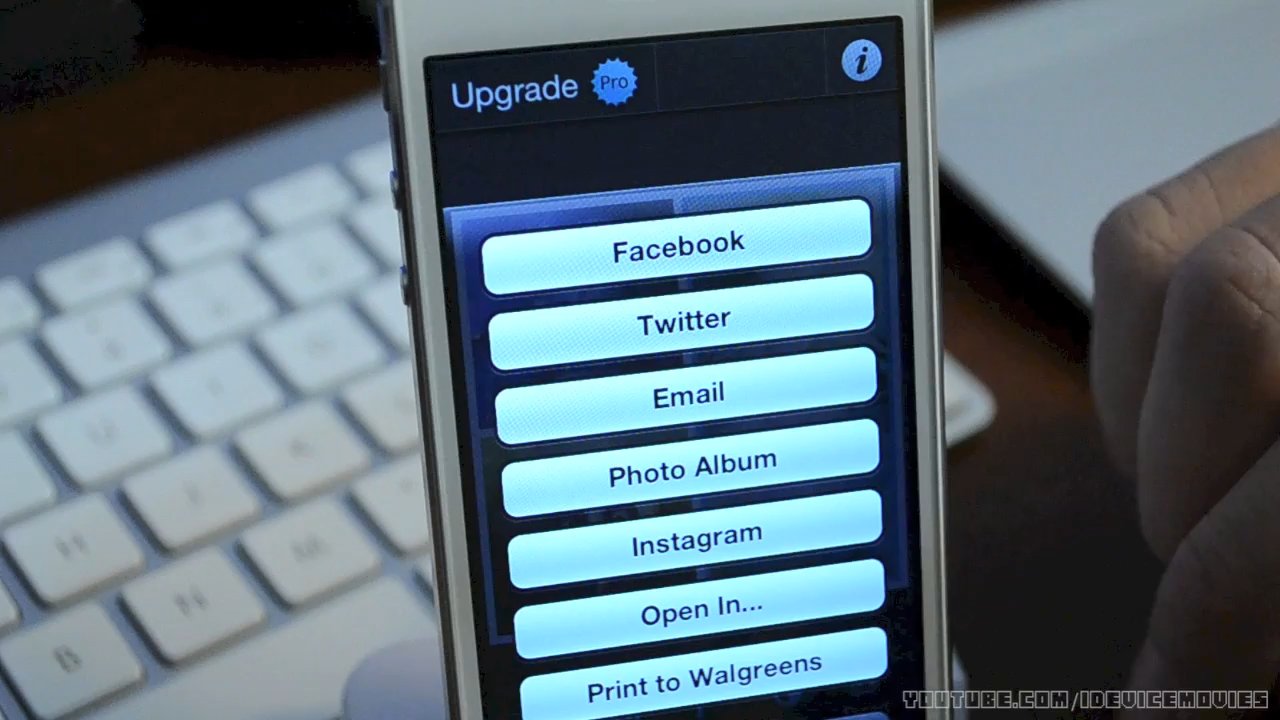 Upgrade Pro
i
Facebook
Twitter
Email
Photo Album
Instagram
Open In...
Print to Walgreens
H
N
M
B
YOUTUBE.COM/IDEVICEMOVIES